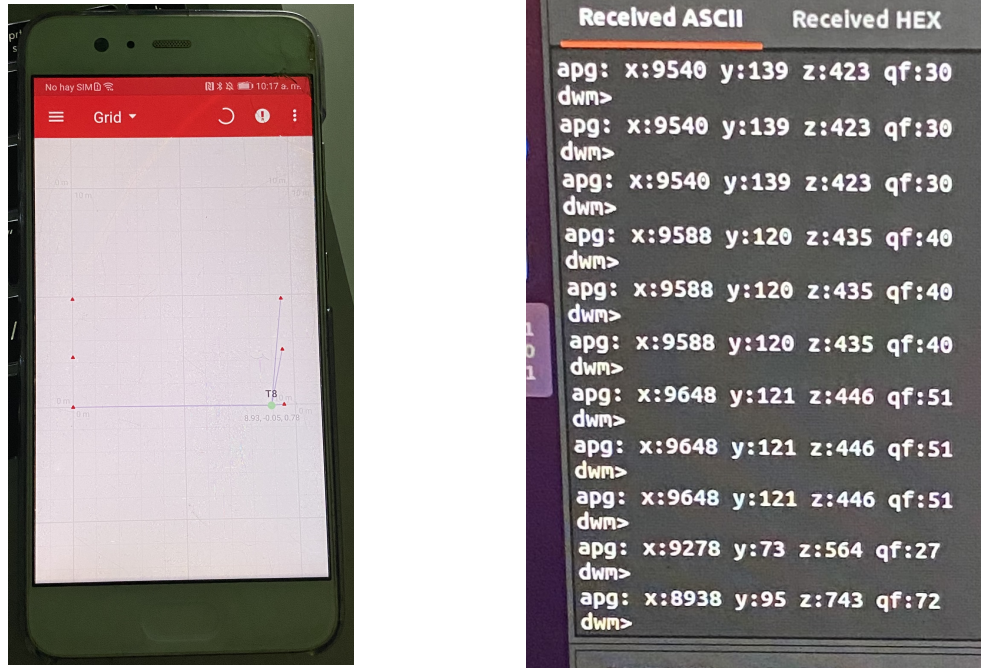 No hay SIM 10:17 a. m.
Grid
0 m
10 m
10 m
T8
0 m
0 m
0 m
8.93, -0.05, 0.78
Received ASCII Received HEX
apg: x:9540 y:139 z:423 qf:30
dwm>
apg: x:9540 y:139 z:423 qf:30
dwm>
apg: x:9540 y:139 z:423 qf:30
dwm>
apg: x:9588 y:120 z:435 qf:40
dwm>
apg: x:9588 y:120 z:435 qf:40
dwm>
apg: x:9588 y:120 z:435 qf:40
dwm>
apg: x:9648 y:121 z:446 qf:51
dwm>
apg: x:9648 y:121 z:446 qf:51
dwm>
apg: x:9648 y:121 z:446 qf:51
dwm>
apg: x:9278 y:73 z:564 qf:27
dwm>
apg: x:8938 y:95 z:743 qf:72
dwm>